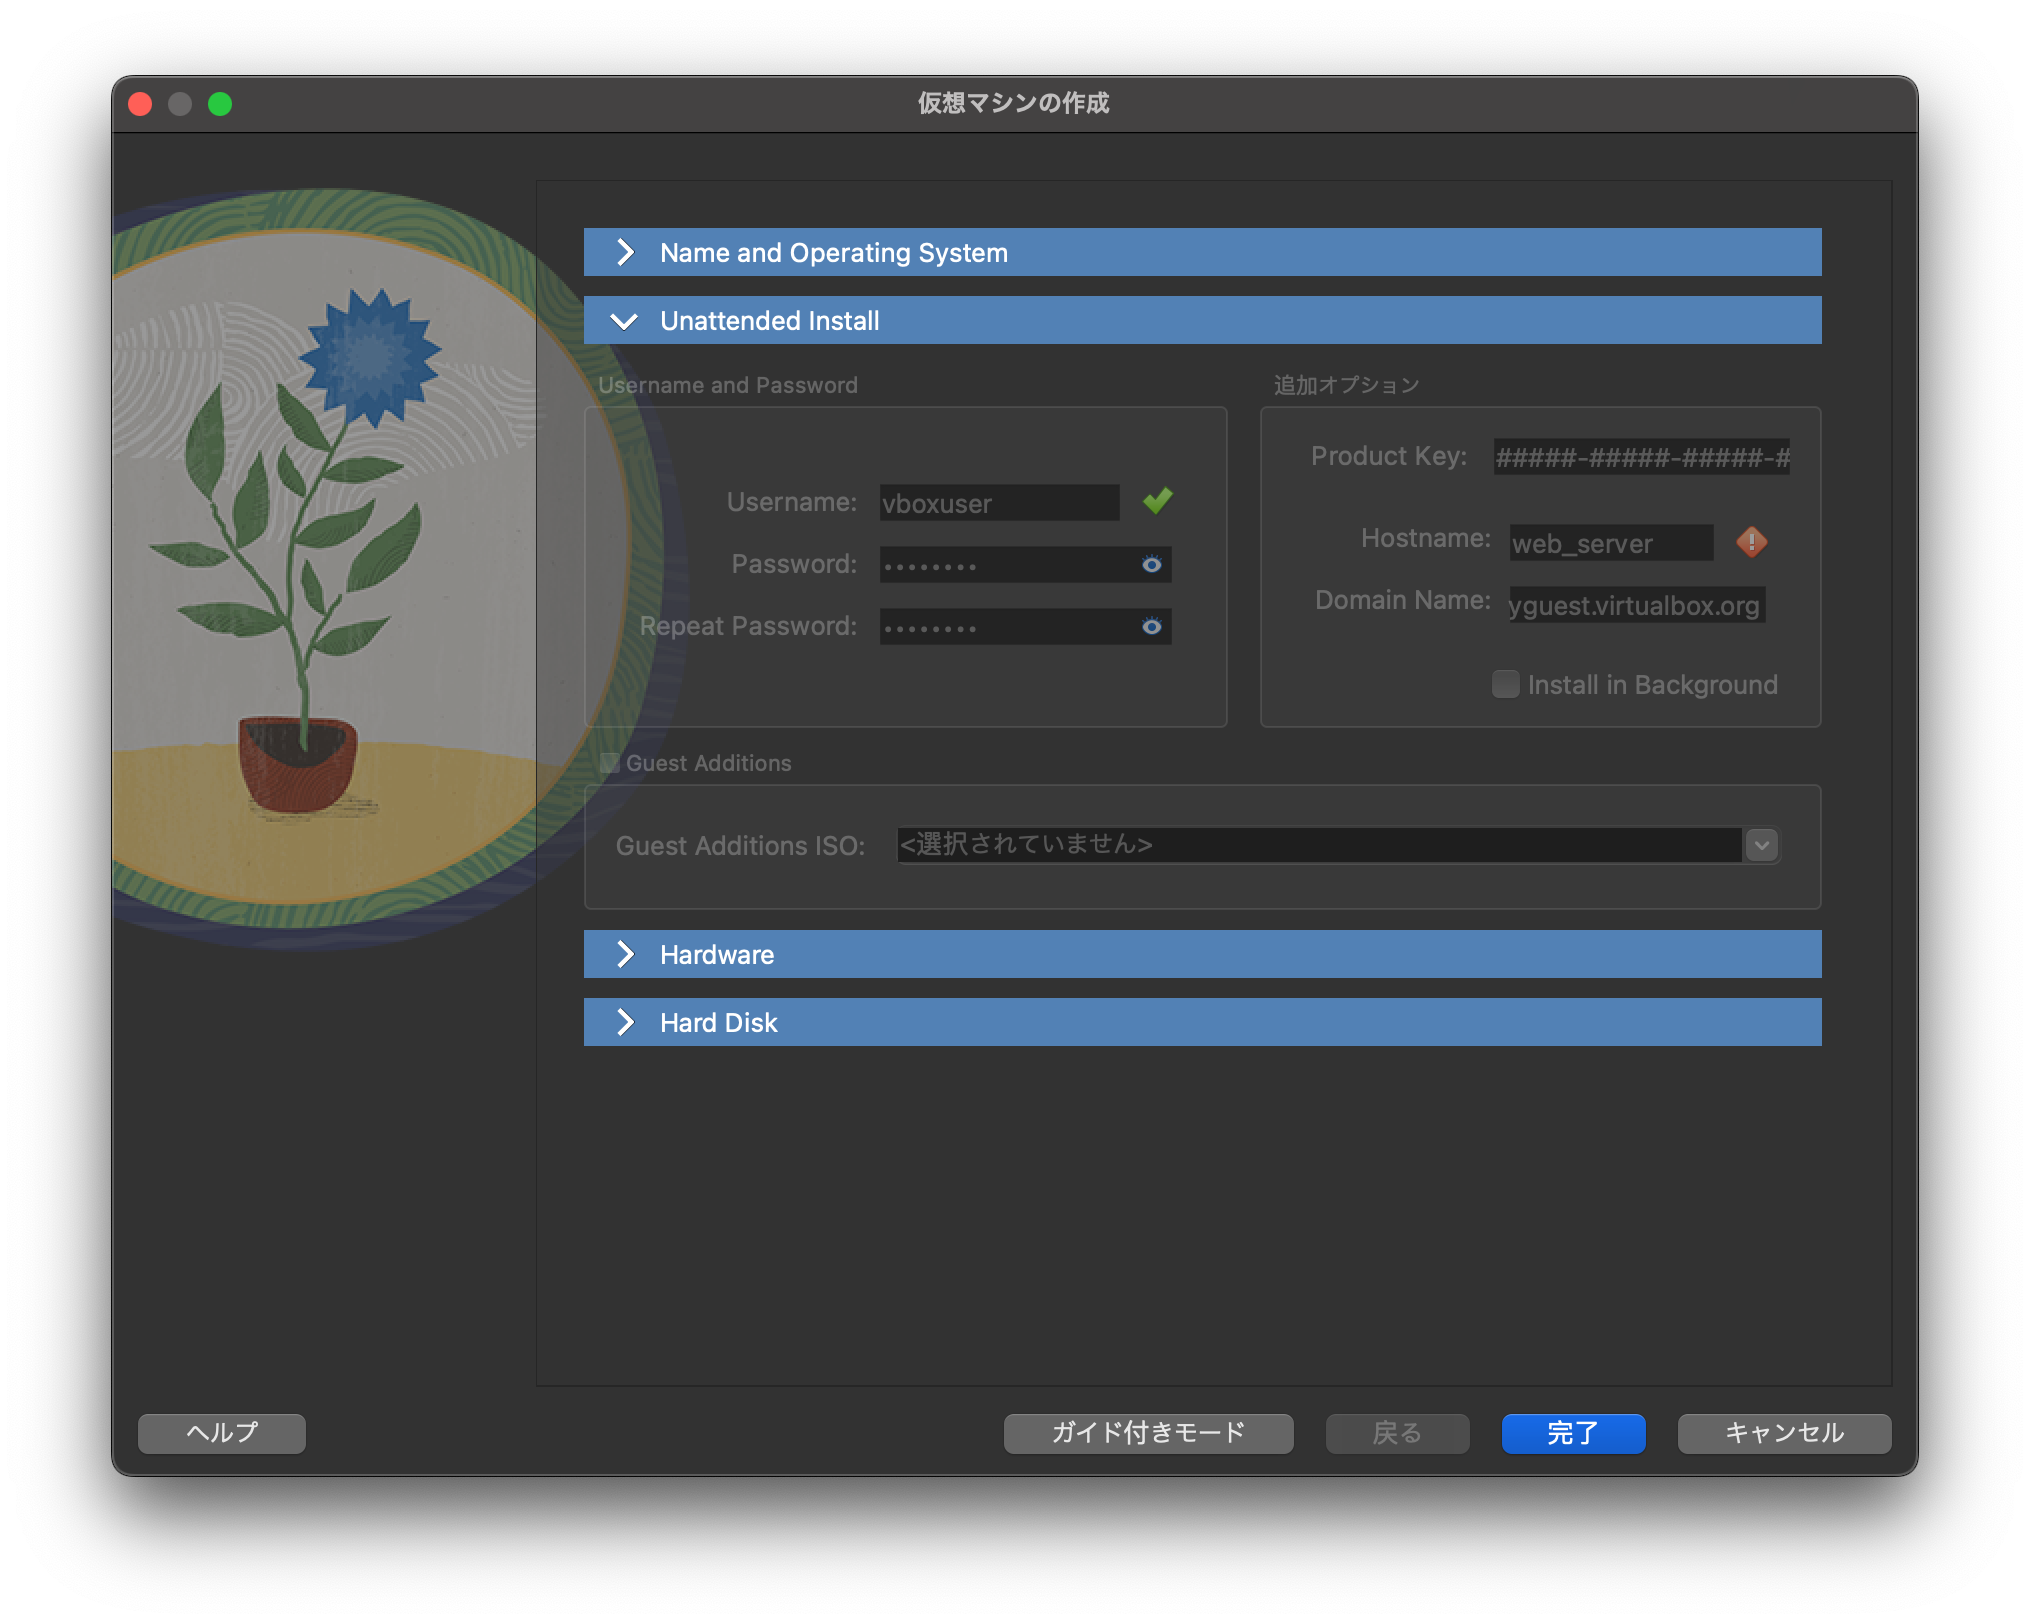 仮想マシンの作成
Name and Operating System
Unattended Install
Username and Password
Username: vboxuser
Password: ••••••••
Repeat Password: ••••••••
追加オプション
Product Key: #####-#####-#####-#
Hostname: web_server
Domain Name: yguest.virtualbox.org
Install in Background
Guest Additions
Guest Additions ISO: <選択されていません>
Hardware
Hard Disk
ヘルプ ガイド付きモード 戻る 完了 キャンセル